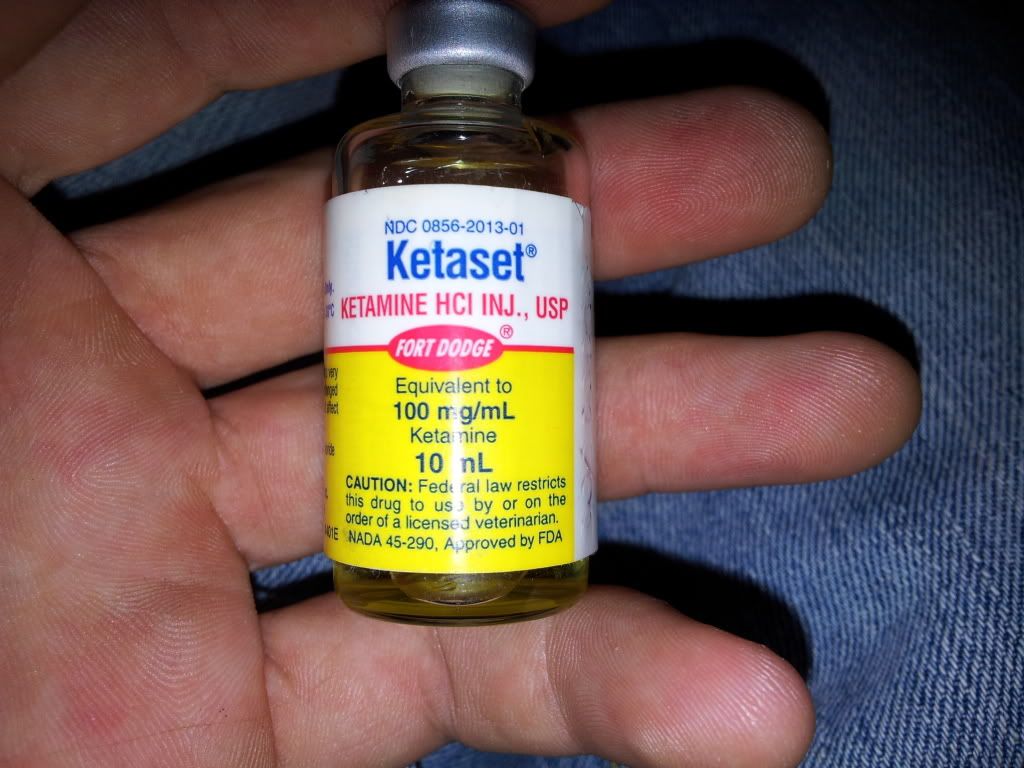 NDC 0856-2013-01
Ketaset®
KETAMINE HCl INJ., USP
FORT DODGE®
Equivalent to
100 mg/mL
Ketamine
10 mL
CAUTION: Federal law restricts
this drug to use by or on the
order of a licensed veterinarian.
NADA 45-290, Approved by FDA
very